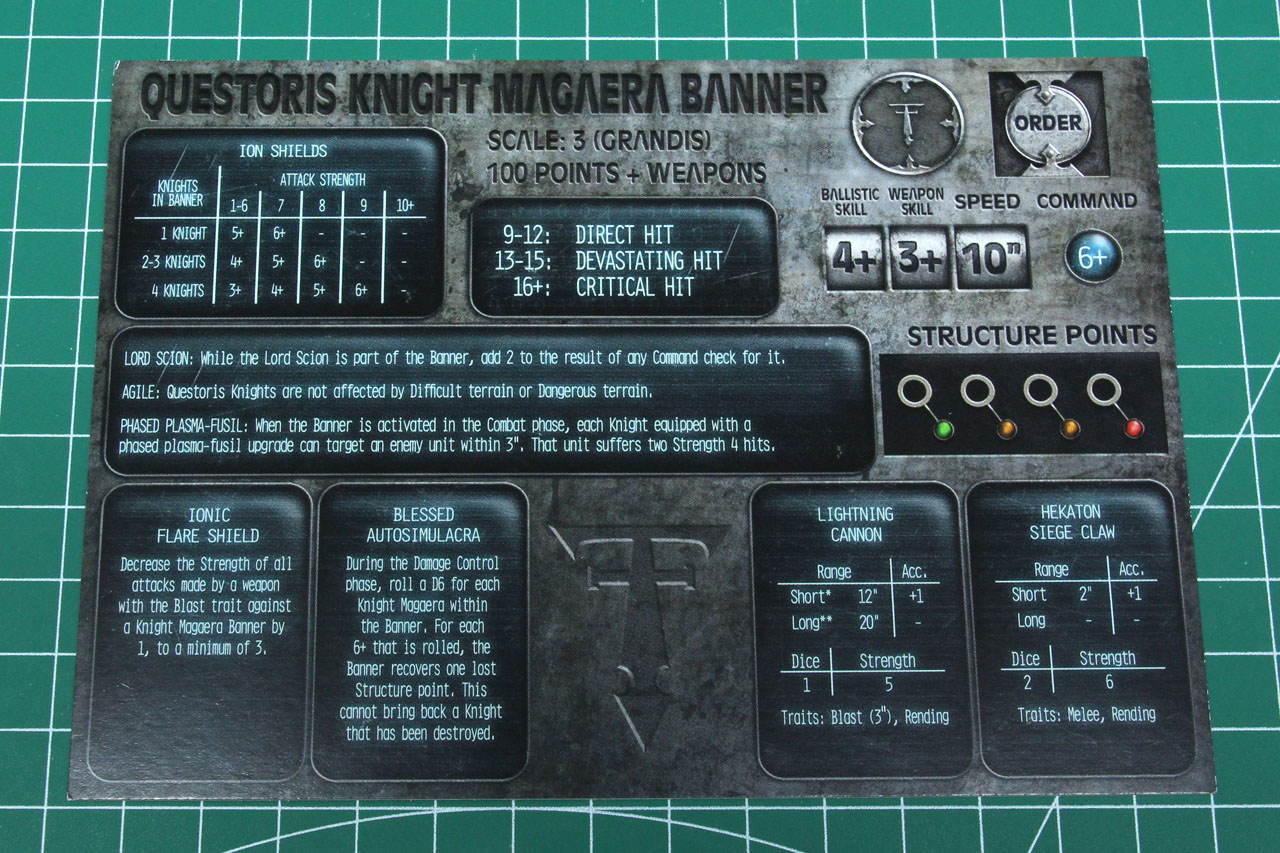 QUESTORIS KNIGHT MAGAERA BANNER
SCALE: 3 (GRANDIS)
100 POINTS + WEAPONS
ORDER
ION SHIELDS
KNIGHTS IN BANNER
ATTACK STRENGTH
1-6 7 8 9 10+
1 KNIGHT 5+ 6+ - - -
2-3 KNIGHTS 4+ 5+ 6+ - -
4 KNIGHTS 3+ 4+ 5+ 6+ -
9-12: DIRECT HIT
13-15: DEVASTATING HIT
16+: CRITICAL HIT
BALLISTIC SKILL WEAPON SKILL SPEED COMMAND
4+ 3+ 10" 6+
STRUCTURE POINTS
LORD SCION: While the Lord Scion is part of the Banner, add 2 to the result of any Command check for it.
AGILE: Questoris Knights are not affected by Difficult terrain or Dangerous terrain.
PHASED PLASMA-FUSIL: When the Banner is activated in the Combat phase, each Knight equipped with a
phased plasma-fusil upgrade can target an enemy unit within 3". That unit suffers two Strength 4 hits.
IONIC
FLARE SHIELD
Decrease the Strength of all
attacks made by a weapon
with the Blast trait against
a Knight Magaera Banner by
1, to a minimum of 3.
BLESSED
AUTOSIMULACRA
During the Damage Control
phase, roll a D6 for each
Knight Magaera within
the Banner. For each
6+ that is rolled, the
Banner recovers one lost
Structure point. This
cannot bring back a Knight
that has been destroyed.
LIGHTNING
CANNON
Range Acc.
Short* 12" +1
Long** 20" -
Dice Strength
1 5
Traits: Blast (3"), Rending
HEKATON
SIEGE CLAW
Range Acc.
Short 2" +1
Long - -
Dice Strength
2 6
Traits: Melee, Rending